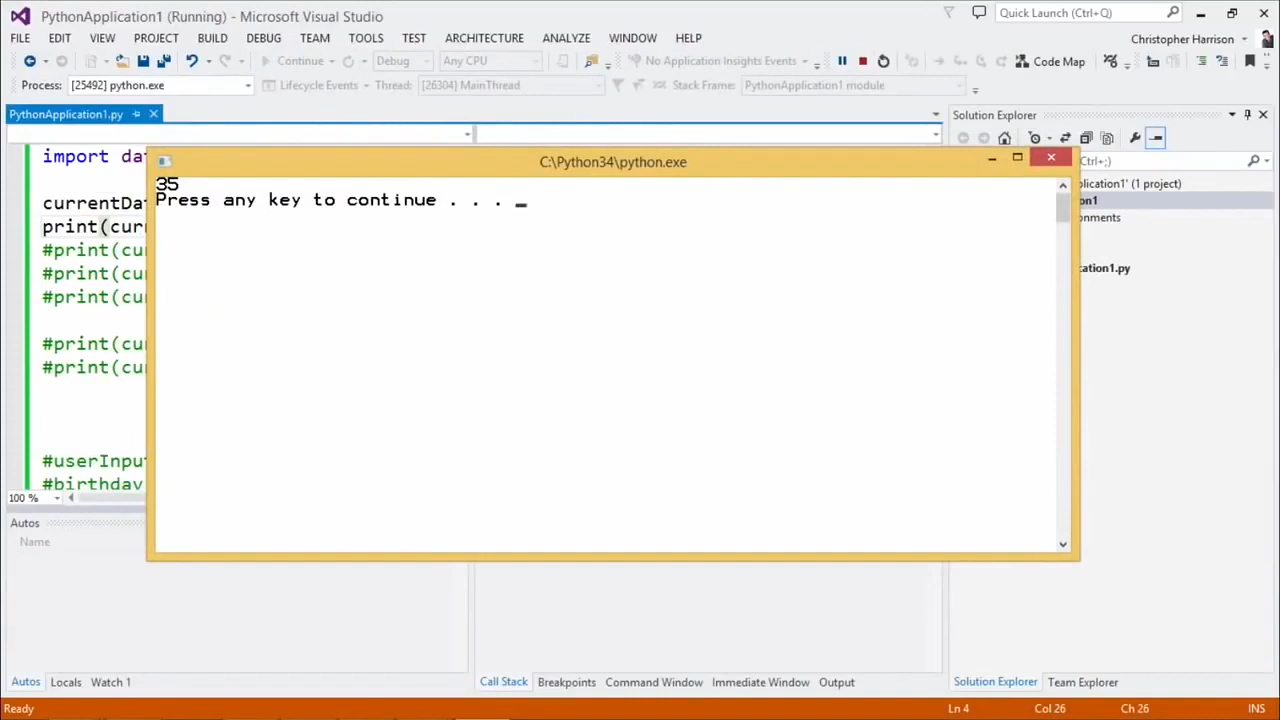 PythonApplication1 (Running) - Microsoft Visual Studio
Quick Launch (Ctrl+Q)
FILE EDIT VIEW PROJECT BUILD DEBUG TEAM TOOLS TEST ARCHITECTURE ANALYZE WINDOW HELP
Christopher Harrison
Continue Debug Any CPU No Application Insights Events Code Map
Process: [25492] python.exe Lifecycle Events Thread: [26304] MainThread Stack Frame: PythonApplication1 module
PythonApplication1.py
Solution Explorer
import da
C:\Python34\python.exe
Ctrl+;)
35
plication1' (1 project)
Press any key to continue . . . _
on1
currentDa
onments
print(curr
#print(cu
#print(cu
cation1.py
#print(cu
#print(cu
#print(cu
#userInput
#birthday
100 %
Autos
Name
Autos Locals Watch 1
Call Stack Breakpoints Command Window Immediate Window Output
Solution Explorer Team Explorer
Ready Ln 4 Col 26 Ch 26 INS